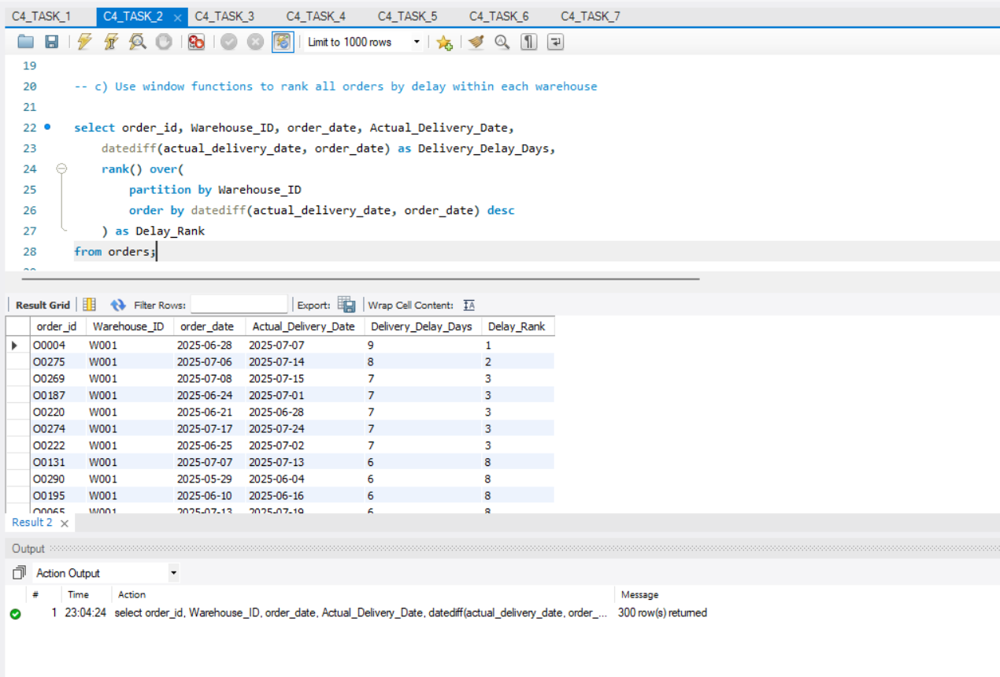 C4_TASK_1 C4_TASK_2 C4_TASK_3 C4_TASK_4 C4_TASK_5 C4_TASK_6 C4_TASK_7
Limit to 1000 rows
19
20 -- c) Use window functions to rank all orders by delay within each warehouse
21
22 select order_id, Warehouse_ID, order_date, Actual_Delivery_Date,
23 datediff(actual_delivery_date, order_date) as Delivery_Delay_Days,
24 rank() over(
25 partition by Warehouse_ID
26 order by datediff(actual_delivery_date, order_date) desc
27 ) as Delay_Rank
28 from orders;
Result Grid Filter Rows: Export: Wrap Cell Content:
order_id Warehouse_ID order_date Actual_Delivery_Date Delivery_Delay_Days Delay_Rank
O0004 W001 2025-06-28 2025-07-07 9 1
O0275 W001 2025-07-06 2025-07-14 8 2
O0269 W001 2025-07-08 2025-07-15 7 3
O0187 W001 2025-06-24 2025-07-01 7 3
O0220 W001 2025-06-21 2025-06-28 7 3
O0274 W001 2025-07-17 2025-07-24 7 3
O0222 W001 2025-06-25 2025-07-02 7 3
O0131 W001 2025-07-07 2025-07-13 6 8
O0290 W001 2025-05-29 2025-06-04 6 8
O0195 W001 2025-06-10 2025-06-16 6 8
O0065 W001 2025-07-13 2025-07-19 6 8
Result 2
Output
Action Output
# Time Action Message
1 23:04:24 select order_id, Warehouse_ID, order_date, Actual_Delivery_Date, datediff(actual_delivery_date, order_... 300 row(s) returned